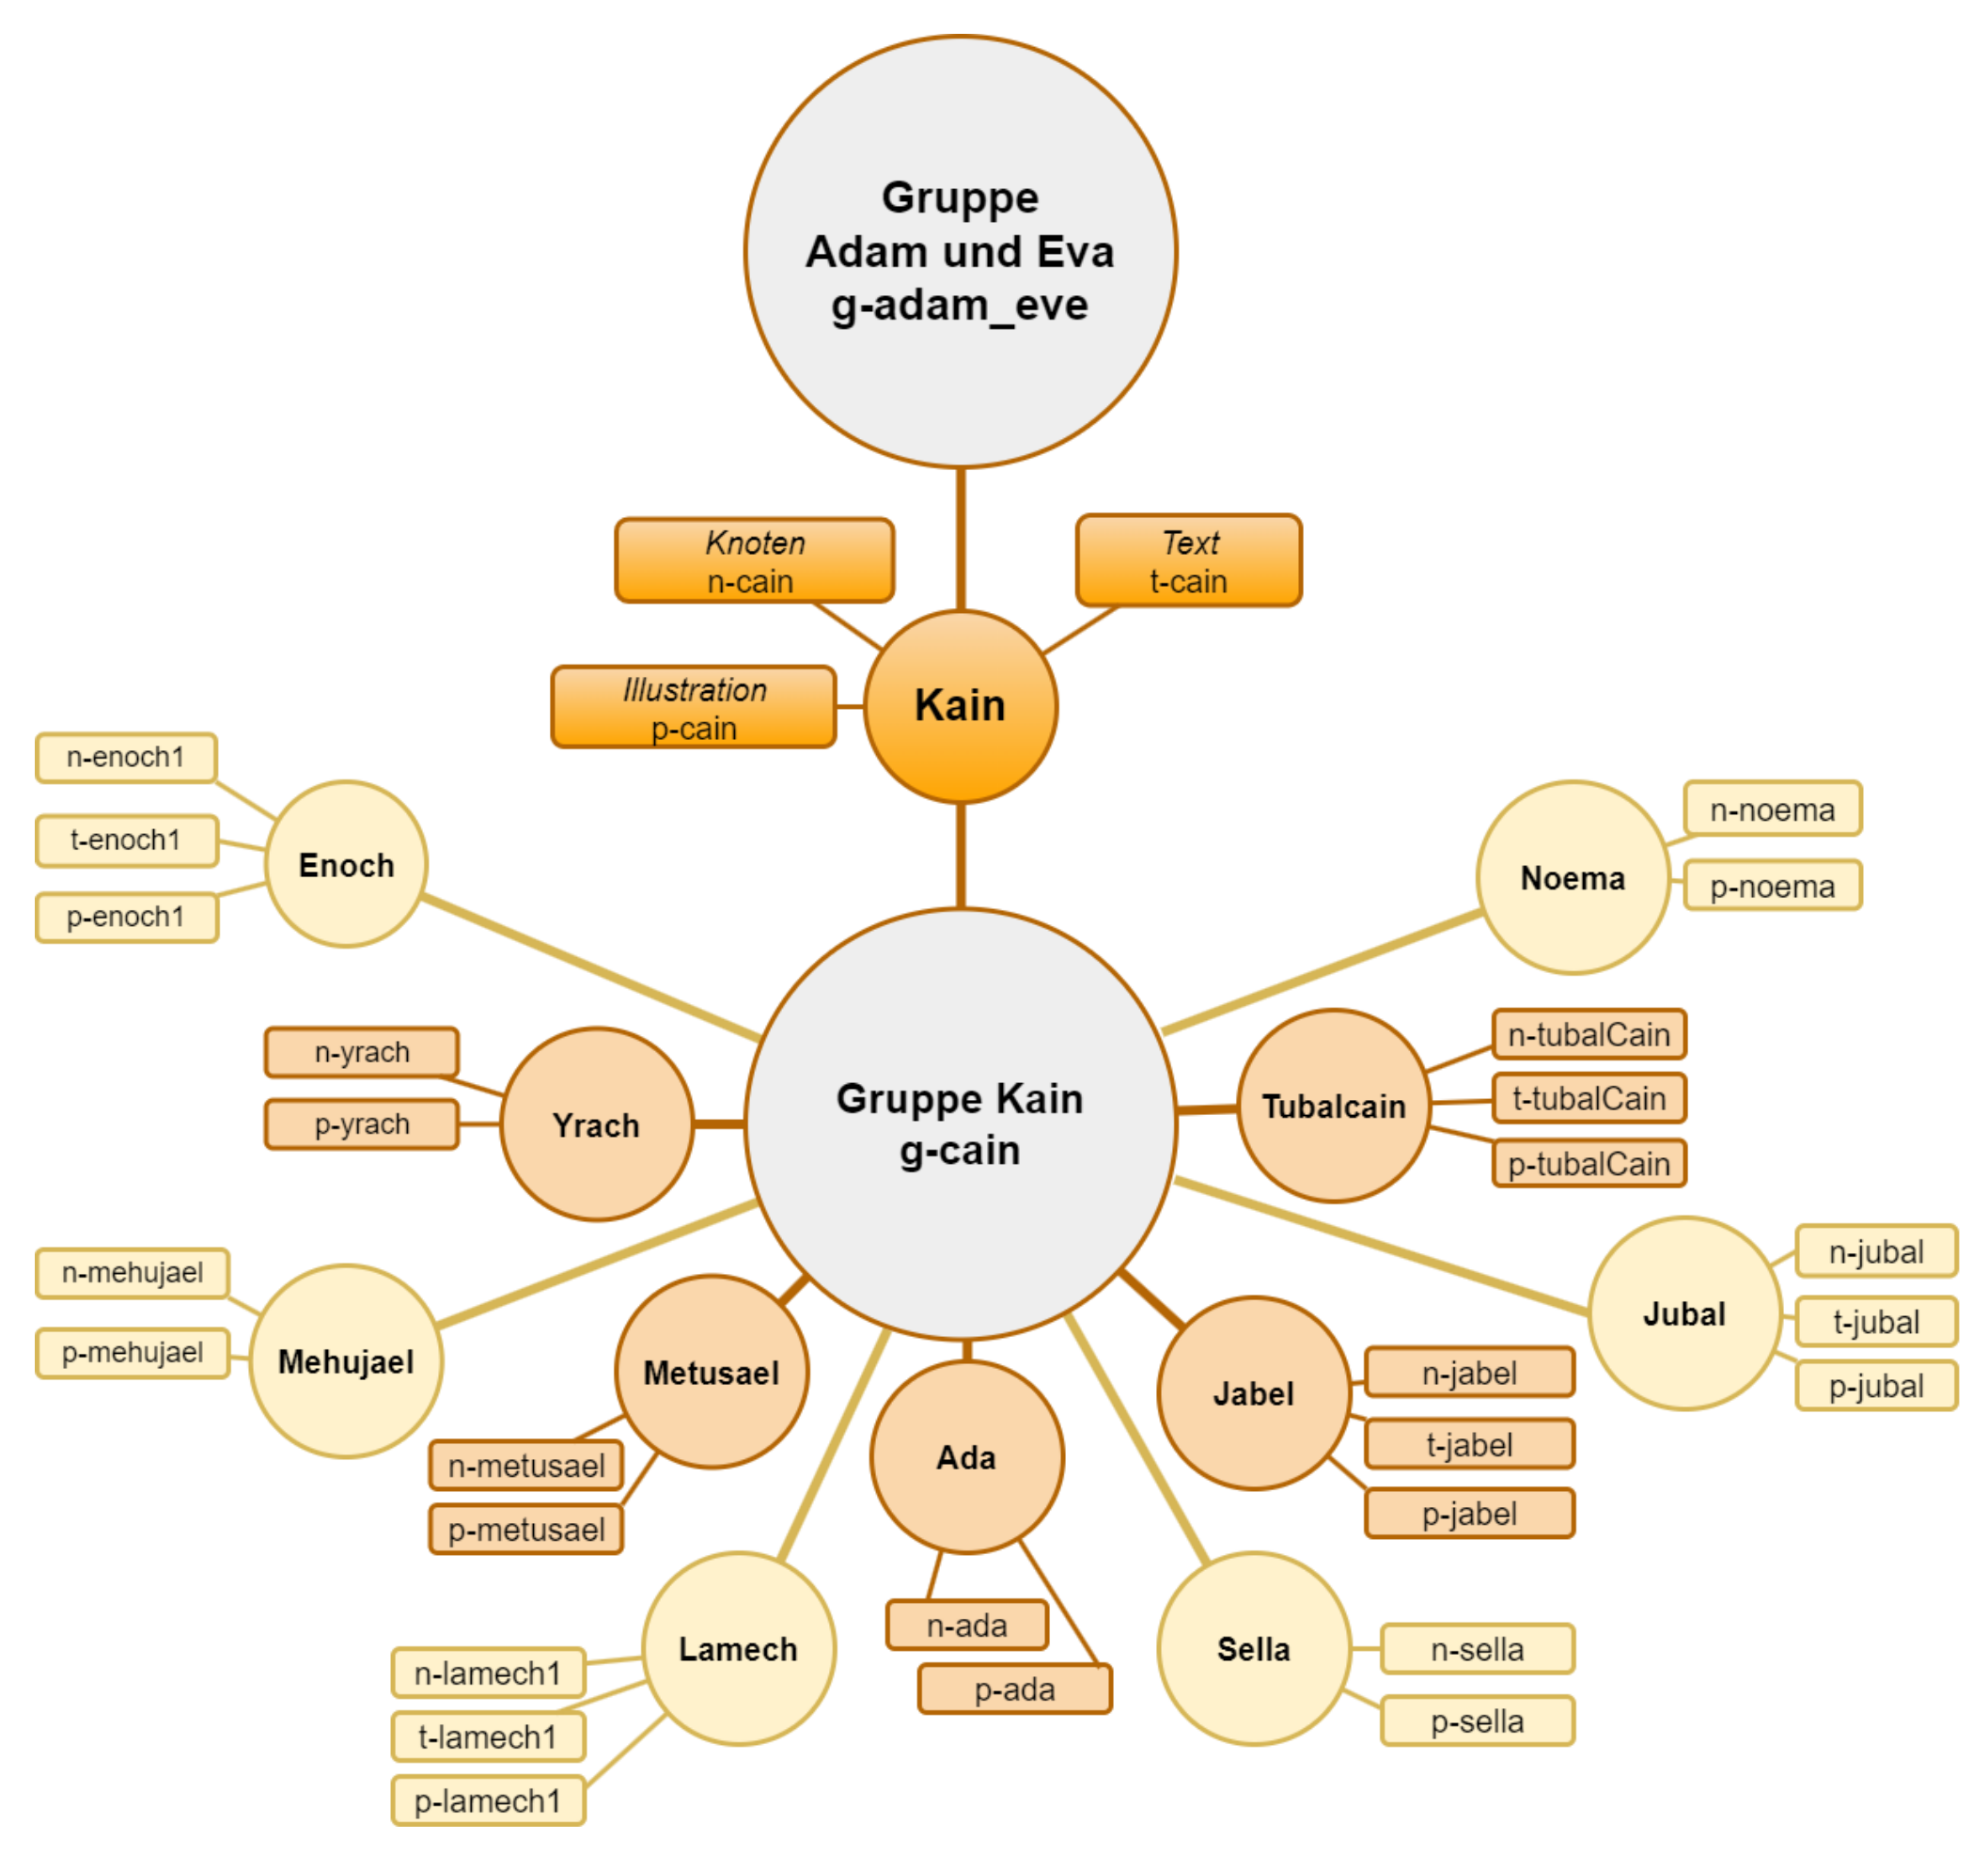 Gruppe
Adam und Eva
g-adam_eve
Knoten
n-cain
Text
t-cain
Illustration
p-cain
Kain
n-enoch1
t-enoch1
p-enoch1
Enoch
n-noema
p-noema
Noema
n-yrach
p-yrach
Yrach
Gruppe Kain
g-cain
Tubalcain
n-tubalCain
t-tubalCain
p-tubalCain
n-mehujael
p-mehujael
Mehujael
Metusael
n-metusael
p-metusael
Ada
n-ada
p-ada
Jabel
n-jabel
t-jabel
p-jabel
Jubal
n-jubal
t-jubal
p-jubal
Lamech
n-lamech1
t-lamech1
p-lamech1
Sella
n-sella
p-sella